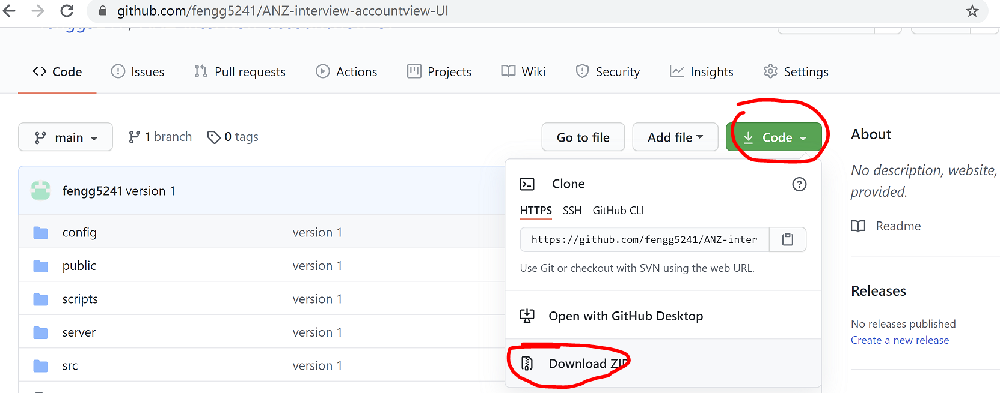 github.com/fengg5241/ANZ-interview-accountview-UI
Code Issues Pull requests Actions Projects Wiki Security Insights Settings
main 1 branch 0 tags Go to file Add file Code
About
No description, website,
provided.
Readme
Releases
No releases published
Create a new release
fengg5241 version 1
config version 1
public version 1
scripts version 1
server version 1
src version 1
Clone
HTTPS SSH GitHub CLI
https://github.com/fengg5241/ANZ-inter
Use Git or checkout with SVN using the web URL.
Open with GitHub Desktop
Download ZIP